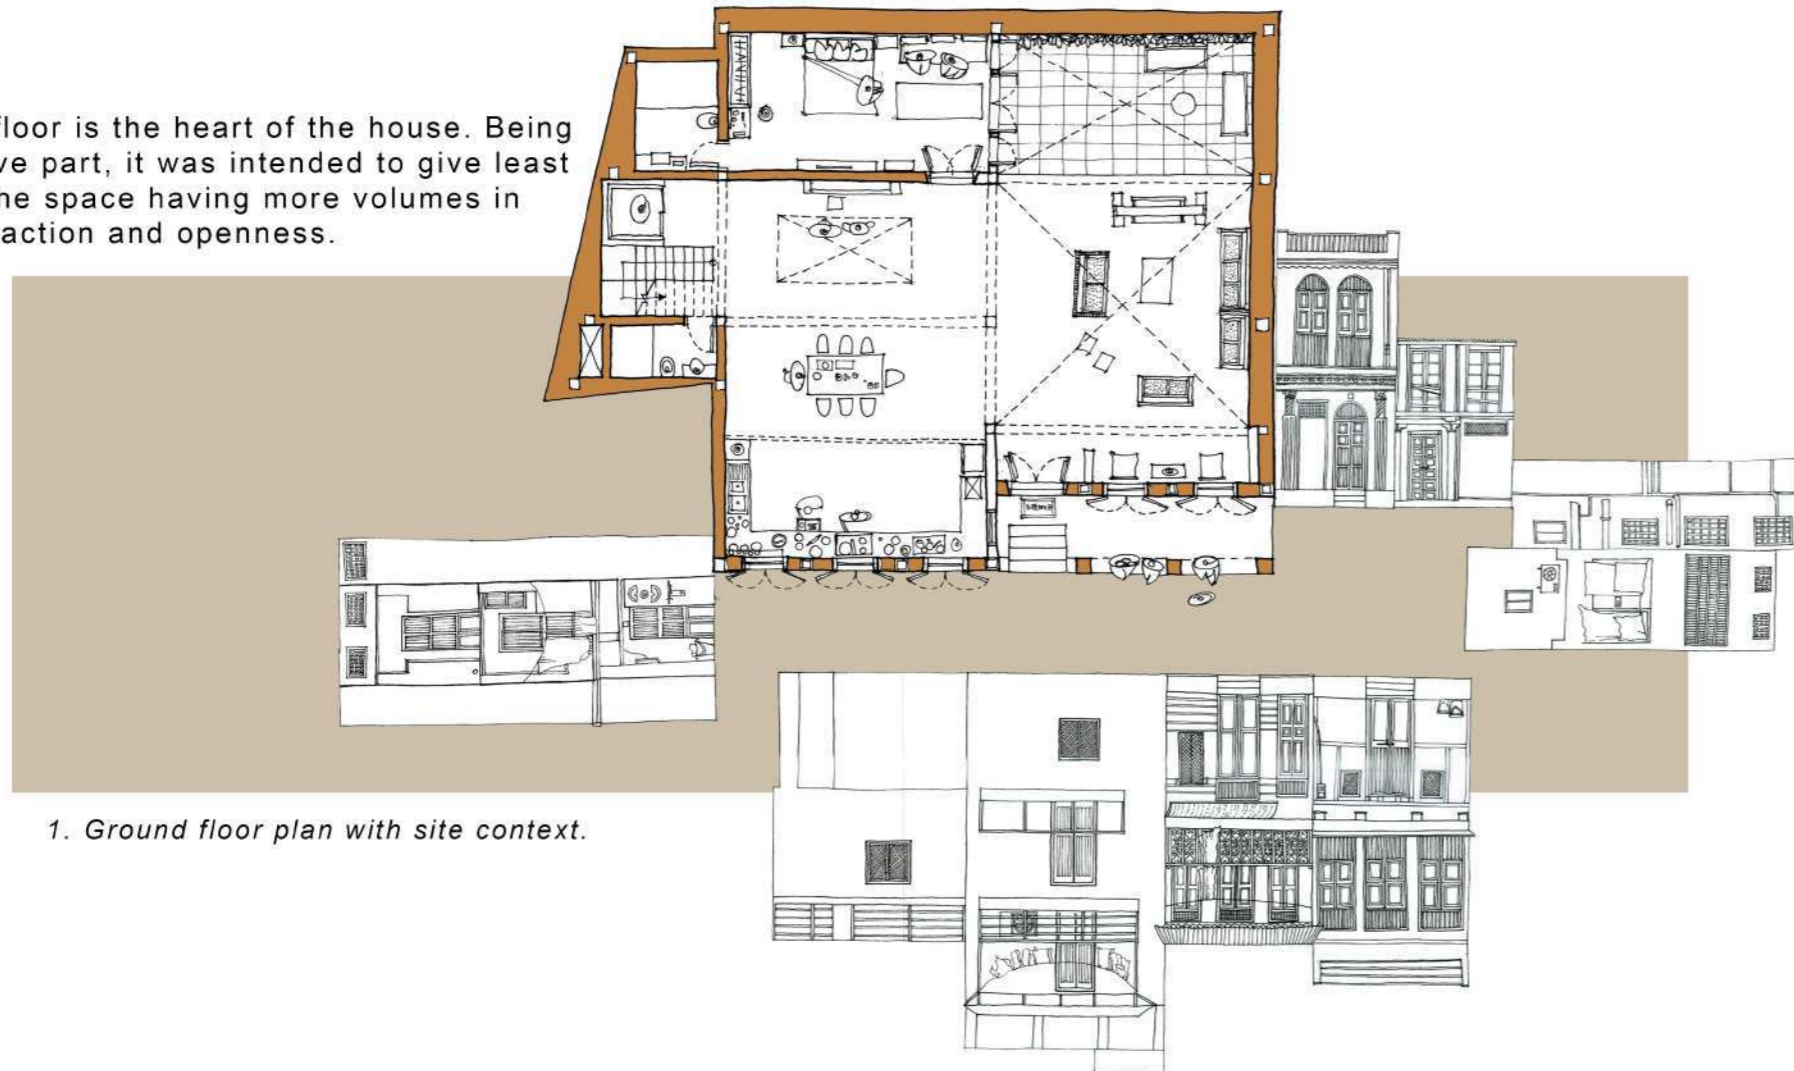 floor is the heart of the house. Being
ve part, it was intended to give least
he space having more volumes in
action and openness.
1. Ground floor plan with site context.